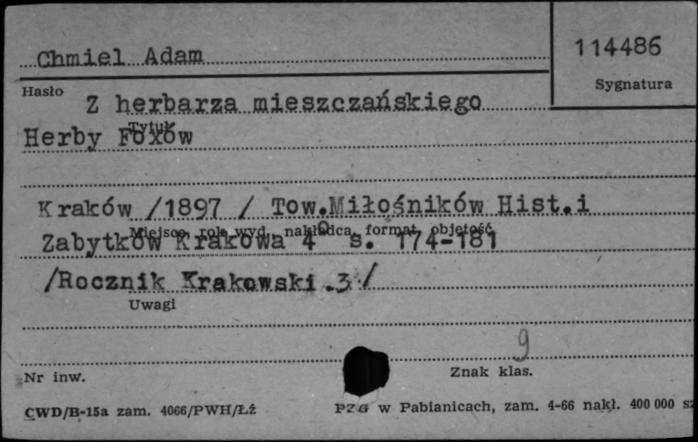 Chmiel Adam
114486
Hasło
Sygnatura
Z herbarza mieszczańskiego
Tytuł
Herby Foxów
Kraków /1897 / Tow.Miłośników Hist.i
Miejsce, rok wyd., nakładca, format, objętość
Zabytków Krakowa 4° s. 174-181
/Rocznik Krakowski.3/
Uwagi
9
Nr inw.
Znak klas.
CWD/B-15a zam. 4066/PWH/Łź
PZG w Pabianicach, zam. 4-66 nakł. 400 000 sz